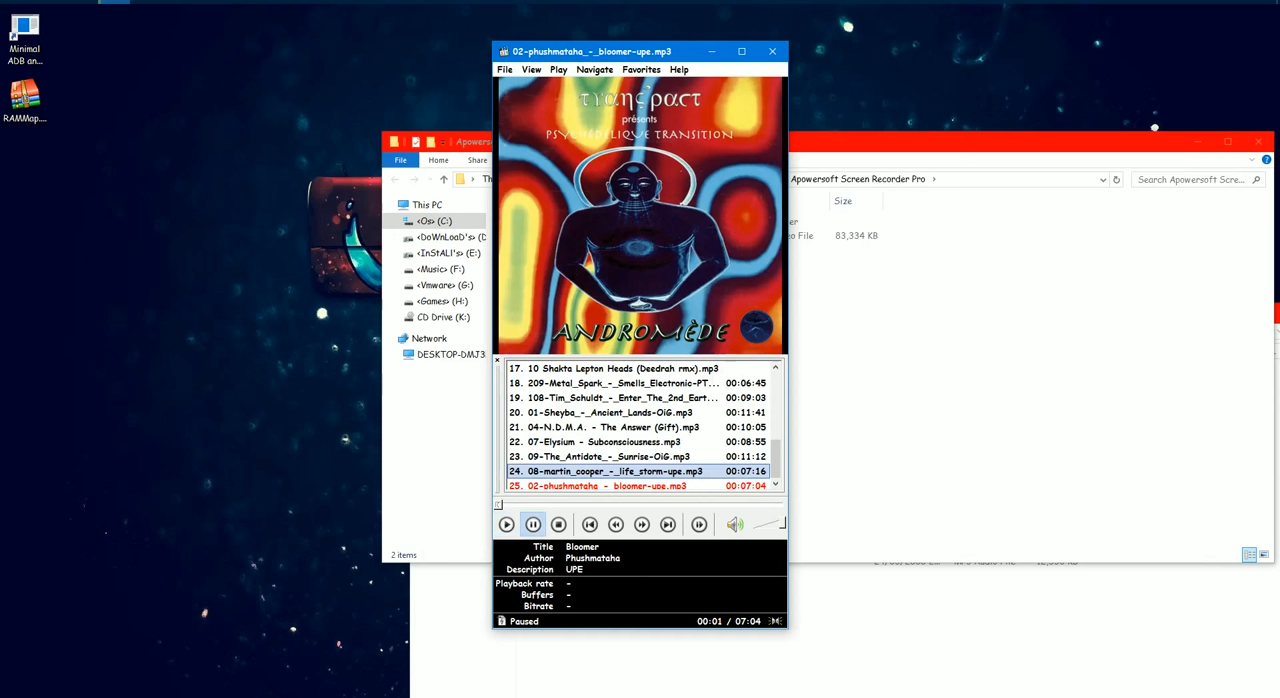 Minimal
ADB an...
RAMMap....
Apowers
File
Home
Share
Th
Apowersoft Screen Recorder Pro
Search Apowersoft Scre...
Size
83,334 KB
This PC
<Os> (C:)
<DoWnLoaD's> (D
<InStAlI's> (E:)
<Music> (F:)
<Vmware> (G:)
<Games> (H:)
CD Drive (K:)
Network
DESKTOP-DMJ3
2 items
02-phushmataha_-_bloomer-upe.mp3
File View Play Navigate Favorites Help
présents
PSYCHÉDÉLIQUE TRANSITION
ANDROMÈDE
17. 10 Shakta Lepton Heads (Deedrah rmx).mp3
18. 209-Metal_Spark_-_Smells_Electronic-PT... 00:06:45
19. 108-Tim_Schuldt_-_Enter_The_2nd_Eart... 00:09:03
20. 01-Sheyba_-_Ancient_Lands-OiG.mp3 00:11:41
21. 04-N.D.M.A. - The Answer (Gift).mp3 00:10:05
22. 07-Elysium - Subconsciousness.mp3 00:08:55
23. 09-The_Antidote_-_Sunrise-OiG.mp3 00:11:12
24. 08-martin_cooper_-_life_storm-upe.mp3 00:07:16
25. 02-phushmataha_-_bloomer-upe.mp3 00:07:04
Title Bloomer
Author Phushmataha
Description UPE
Playback rate -
Buffers -
Bitrate -
Paused 00:01 / 07:04